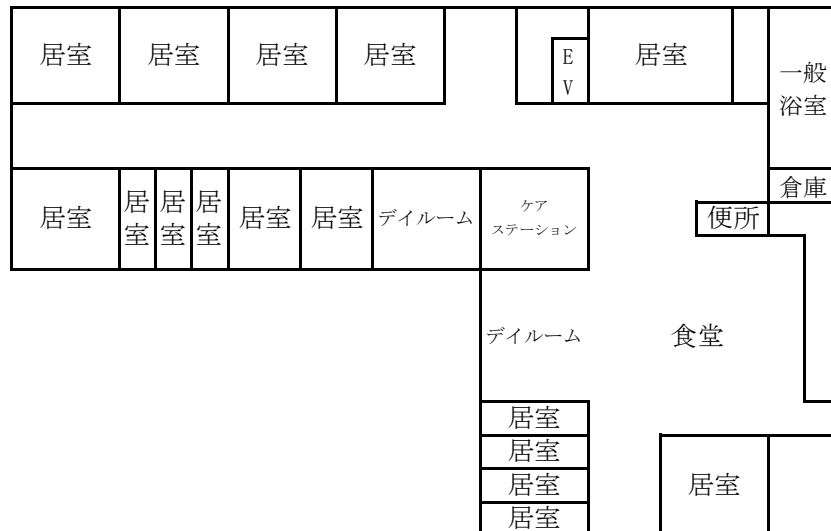 居室 居室 居室 居室
EV
居室
一般
浴室
居室 居室 居室 居室 居室 居室 デイルーム
ケア
ステーション
倉庫
便所
デイルーム
食堂
居室
居室
居室
居室
居室